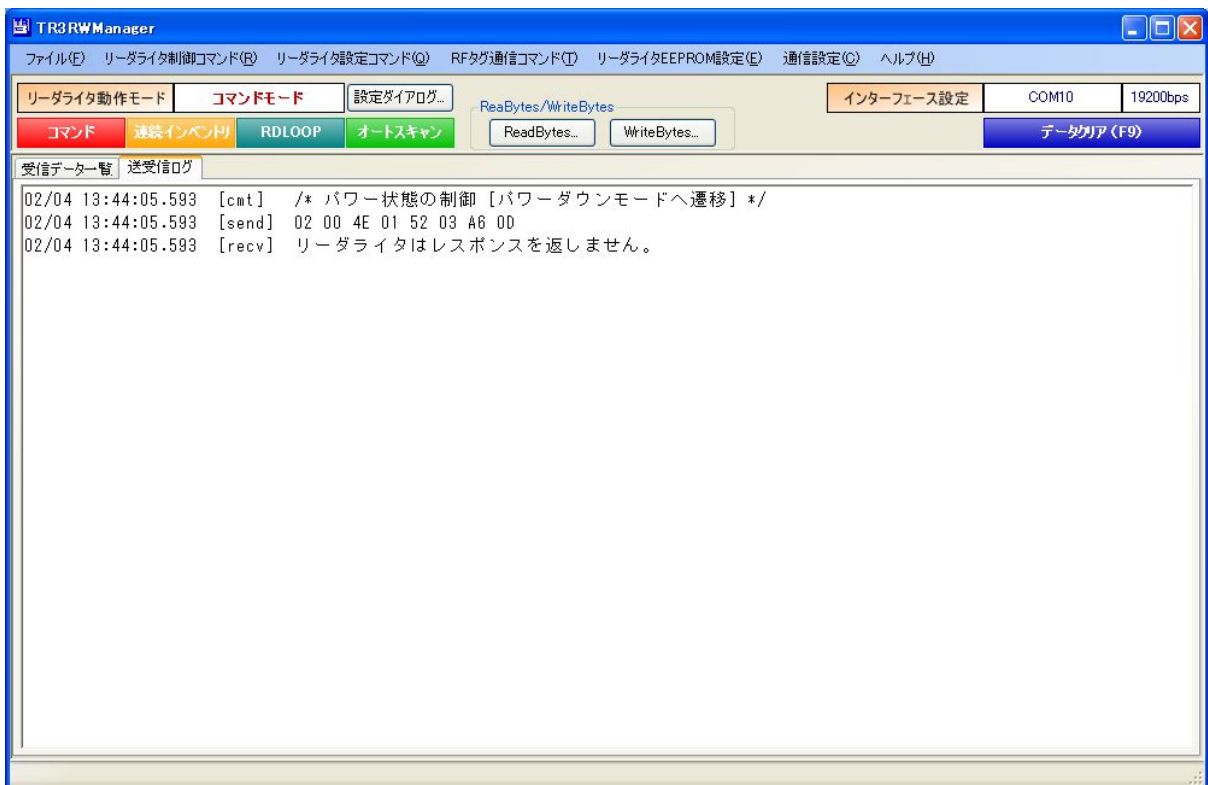 TR3RWManager
ファイル(F) リーダライタ制御コマンド(R) リーダライタ設定コマンド(Q) RFタグ通信コマンド(T) リーダライタEEPROM設定(E) 通信設定(C) ヘルプ(H)
リーダライタ動作モード コマンドモード 設定ダイアログ... ReaBytes/WriteBytes インターフェース設定 COM10 19200bps
コマンド 連続インベントリ RDLOOP オートスキャン ReadBytes... WriteBytes... データクリア(F9)
受信データ一覧 送受信ログ
02/04 13:44:05.593 [cmt] /* パワー状態の制御 [パワーダウンモードへ遷移] */
02/04 13:44:05.593 [send] 02 00 4E 01 52 03 A6 0D
02/04 13:44:05.593 [recv] リーダライタはレスポンスを返しません。